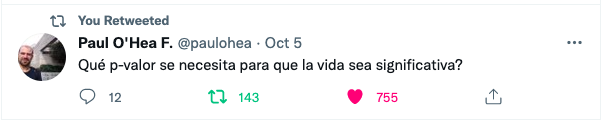 You Retweeted
Paul O'Hea F. @paulohea · Oct 5
Qué p-valor se necesita para que la vida sea significativa?
12 143 755